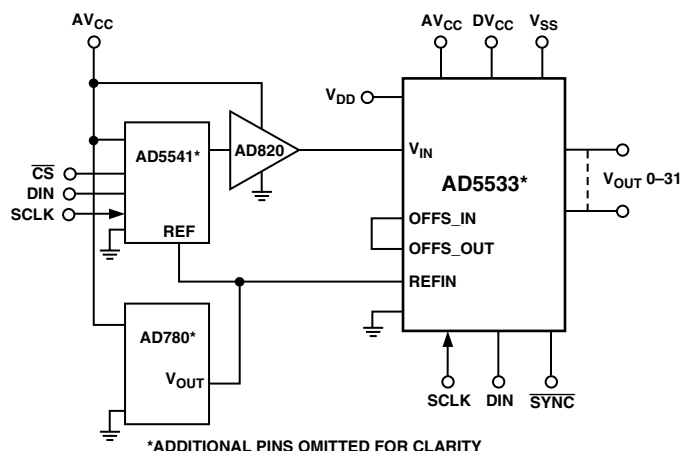 AVCC
AVCC DVCC VSS
VDD
AD5541*
AD820
CS
DIN
SCLK
REF
VIN
AD5533*
VOUT 0–31
OFFS_IN
OFFS_OUT
REFIN
AD780*
VOUT
SCLK DIN SYNC
*ADDITIONAL PINS OMITTED FOR CLARITY